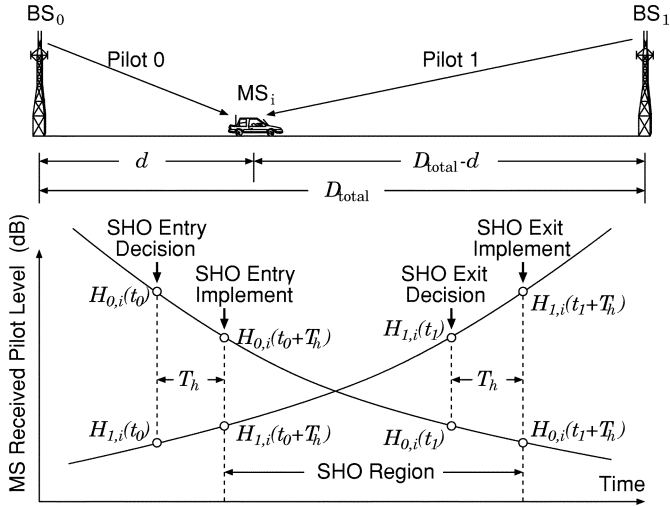 BS0
BS1
Pilot 0
Pilot 1
MSi
d
Dtotal-d
Dtotal
MS Received Pilot Level (dB)
SHO Entry
Decision
SHO Exit
Implement
SHO Entry
Implement
SHO Exit
Decision
H0,i(t0)
H1,i(t1+Th)
H0,i(t0+Th)
H1,i(t1)
Th
Th
H1,i(t0)
H1,i(t0+Th)
H0,i(t1)
H0,i(t1+Th)
SHO Region
Time